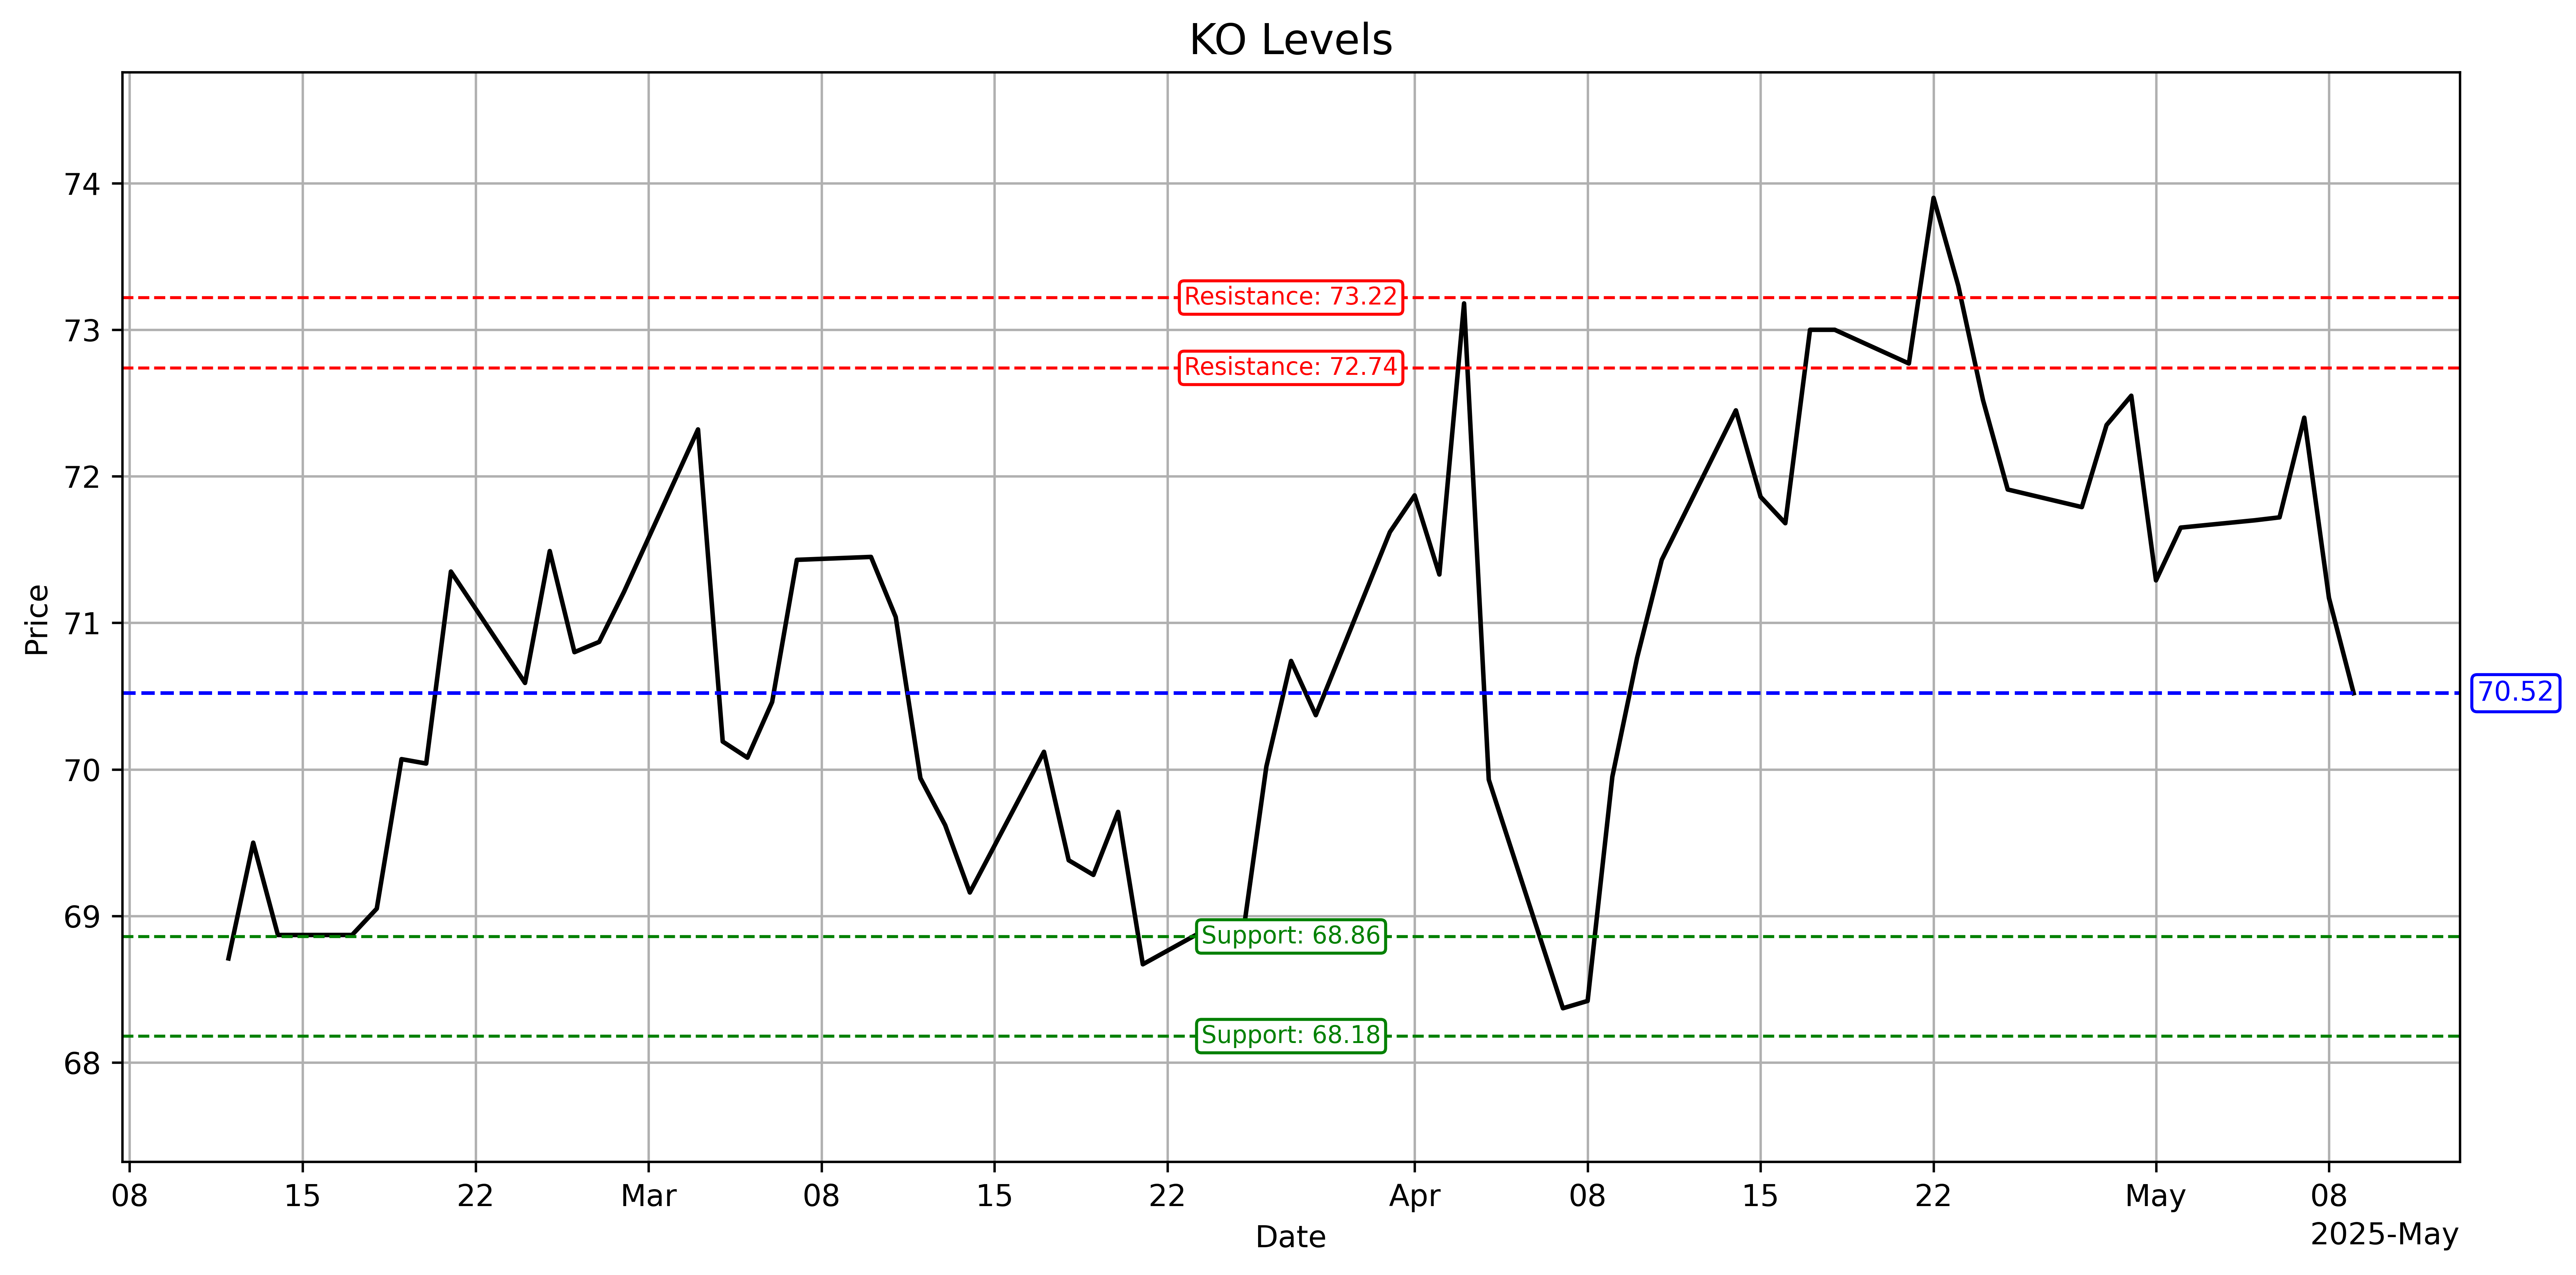 KO Levels
74
73
72
71
70
69
68
Price
Resistance: 73.22
Resistance: 72.74
70.52
Support: 68.86
Support: 68.18
08 15 22 Mar 08 15 22 Apr 08 15 22 May 08
2025-May
Date